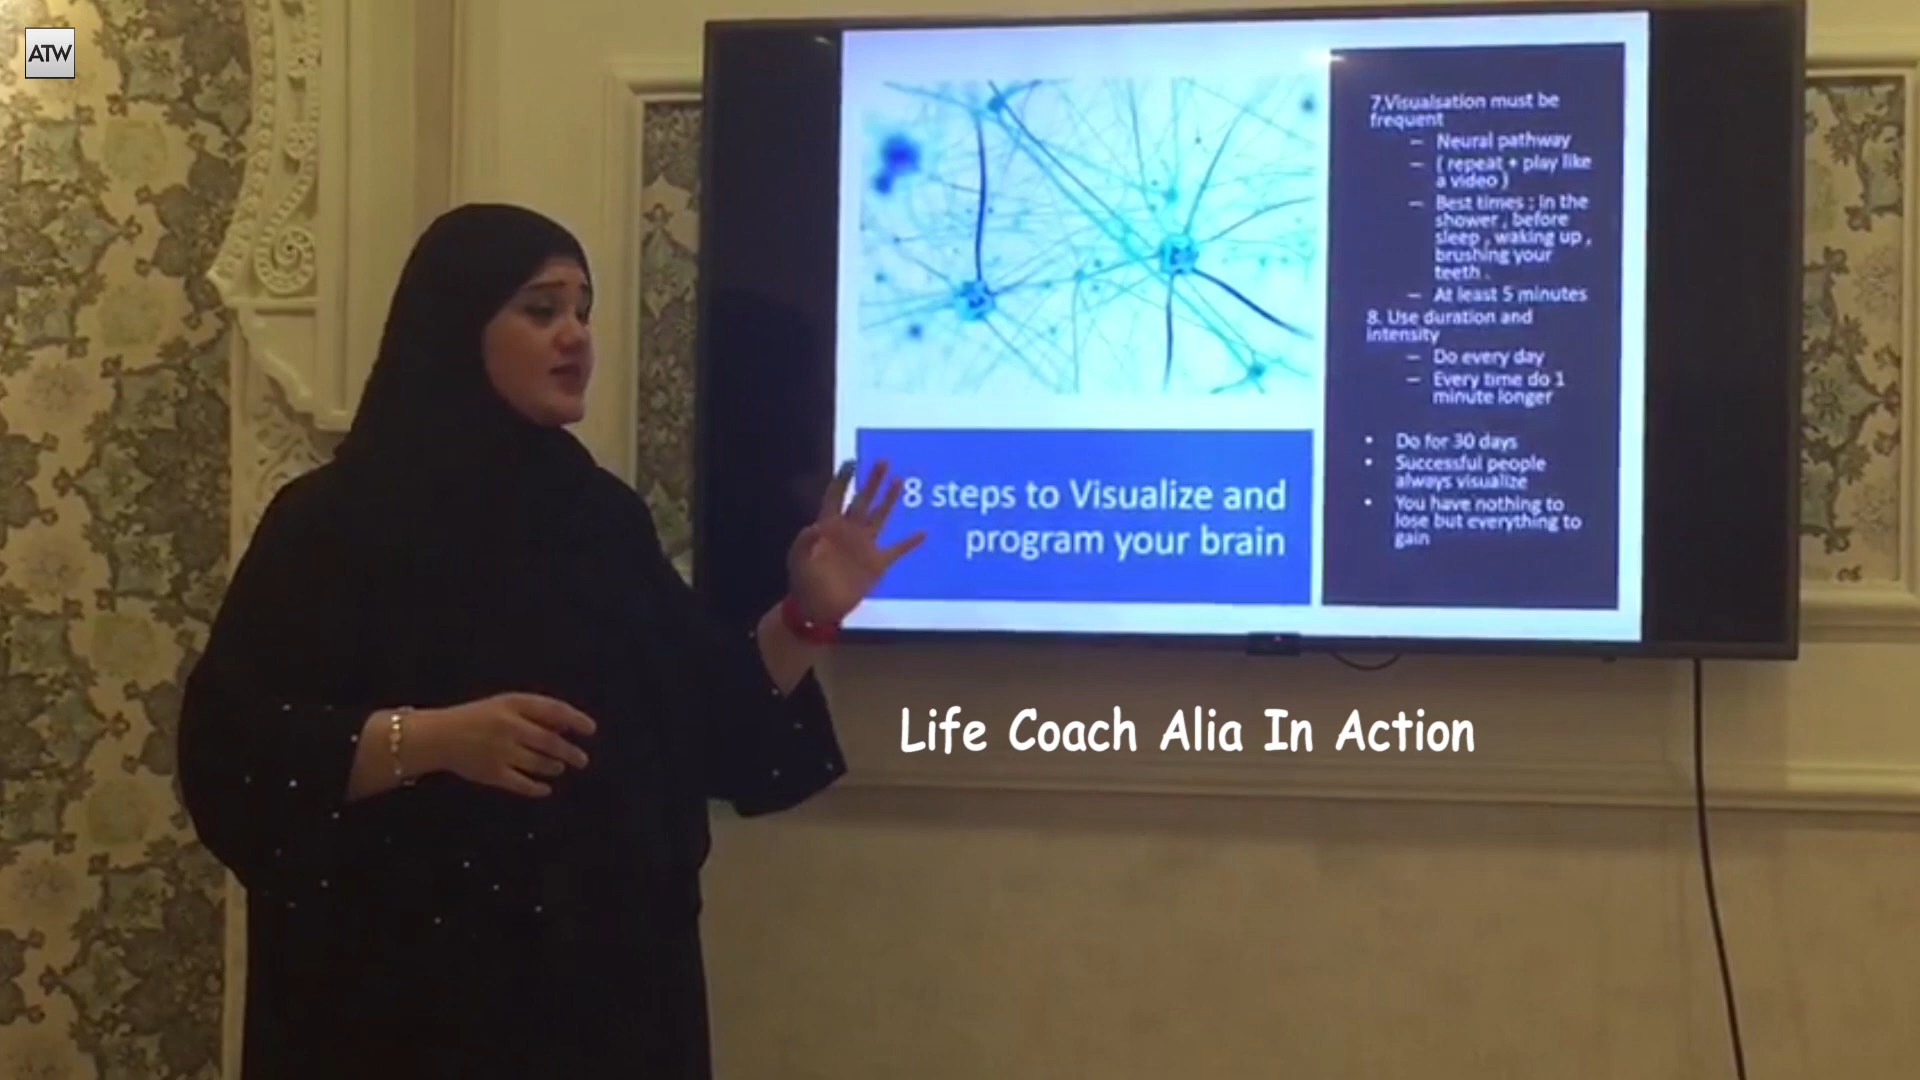 ATW
7.Visualsation must be
frequent
– Neural pathway
– ( repeat + play like
a video )
– Best times : In the
shower , before
sleep , waking up ,
brushing your
teeth .
– At least 5 minutes
8. Use duration and
intensity
– Do every day
– Every time do 1
minute longer
• Do for 30 days
• Successful people
always visualize
• You have nothing to
lose but everything to
gain
8 steps to Visualize and
program your brain
Life Coach Alia In Action